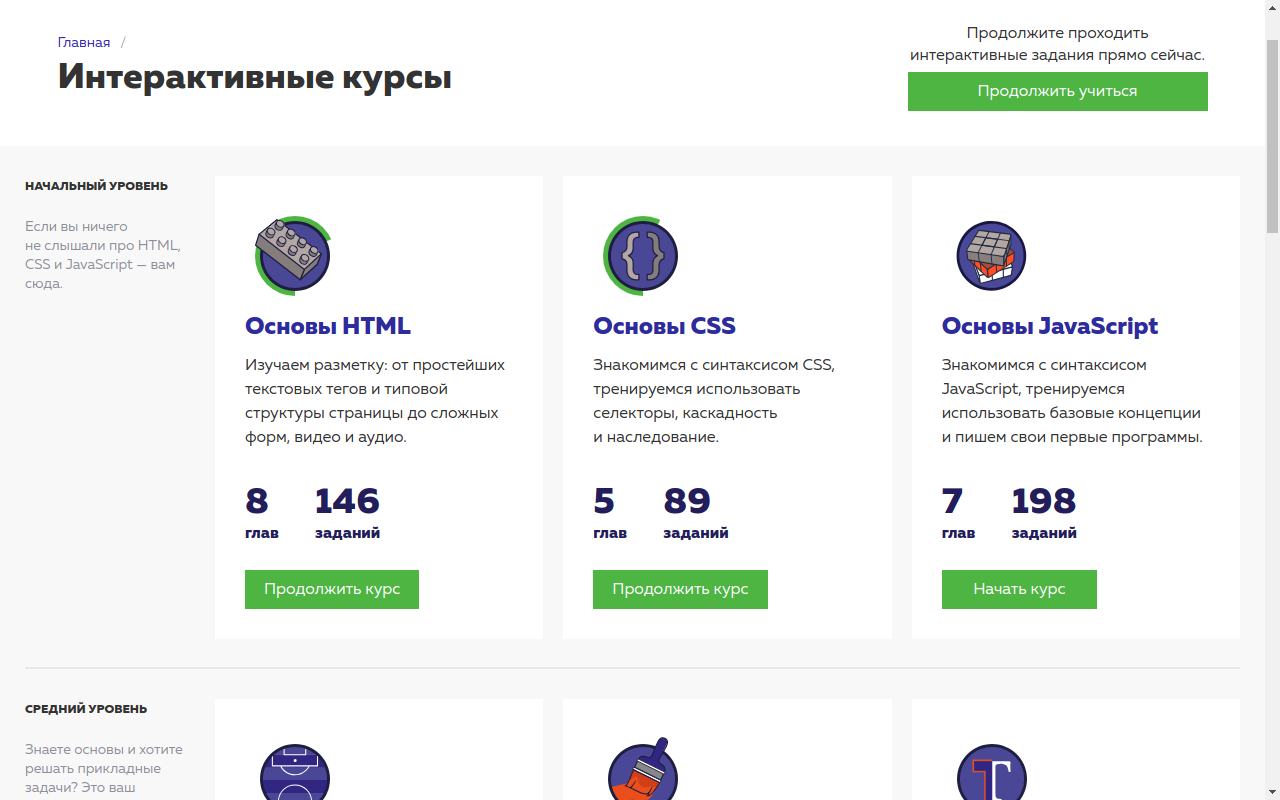 Главная /
Интерактивные курсы
Продолжите проходить
интерактивные задания прямо сейчас.
Продолжить учиться
НАЧАЛЬНЫЙ УРОВЕНЬ
Если вы ничего
не слышали про HTML,
CSS и JavaScript — вам
сюда.
Основы HTML
Изучаем разметку: от простейших
текстовых тегов и типовой
структуры страницы до сложных
форм, видео и аудио.
8 146
глав заданий
Продолжить курс
Основы CSS
Знакомимся с синтаксисом CSS,
тренируемся использовать
селекторы, каскадность
и наследование.
5 89
глав заданий
Продолжить курс
Основы JavaScript
Знакомимся с синтаксисом
JavaScript, тренируемся
использовать базовые концепции
и пишем свои первые программы.
7 198
глав заданий
Начать курс
СРЕДНИЙ УРОВЕНЬ
Знаете основы и хотите
решать прикладные
задачи? Это ваш